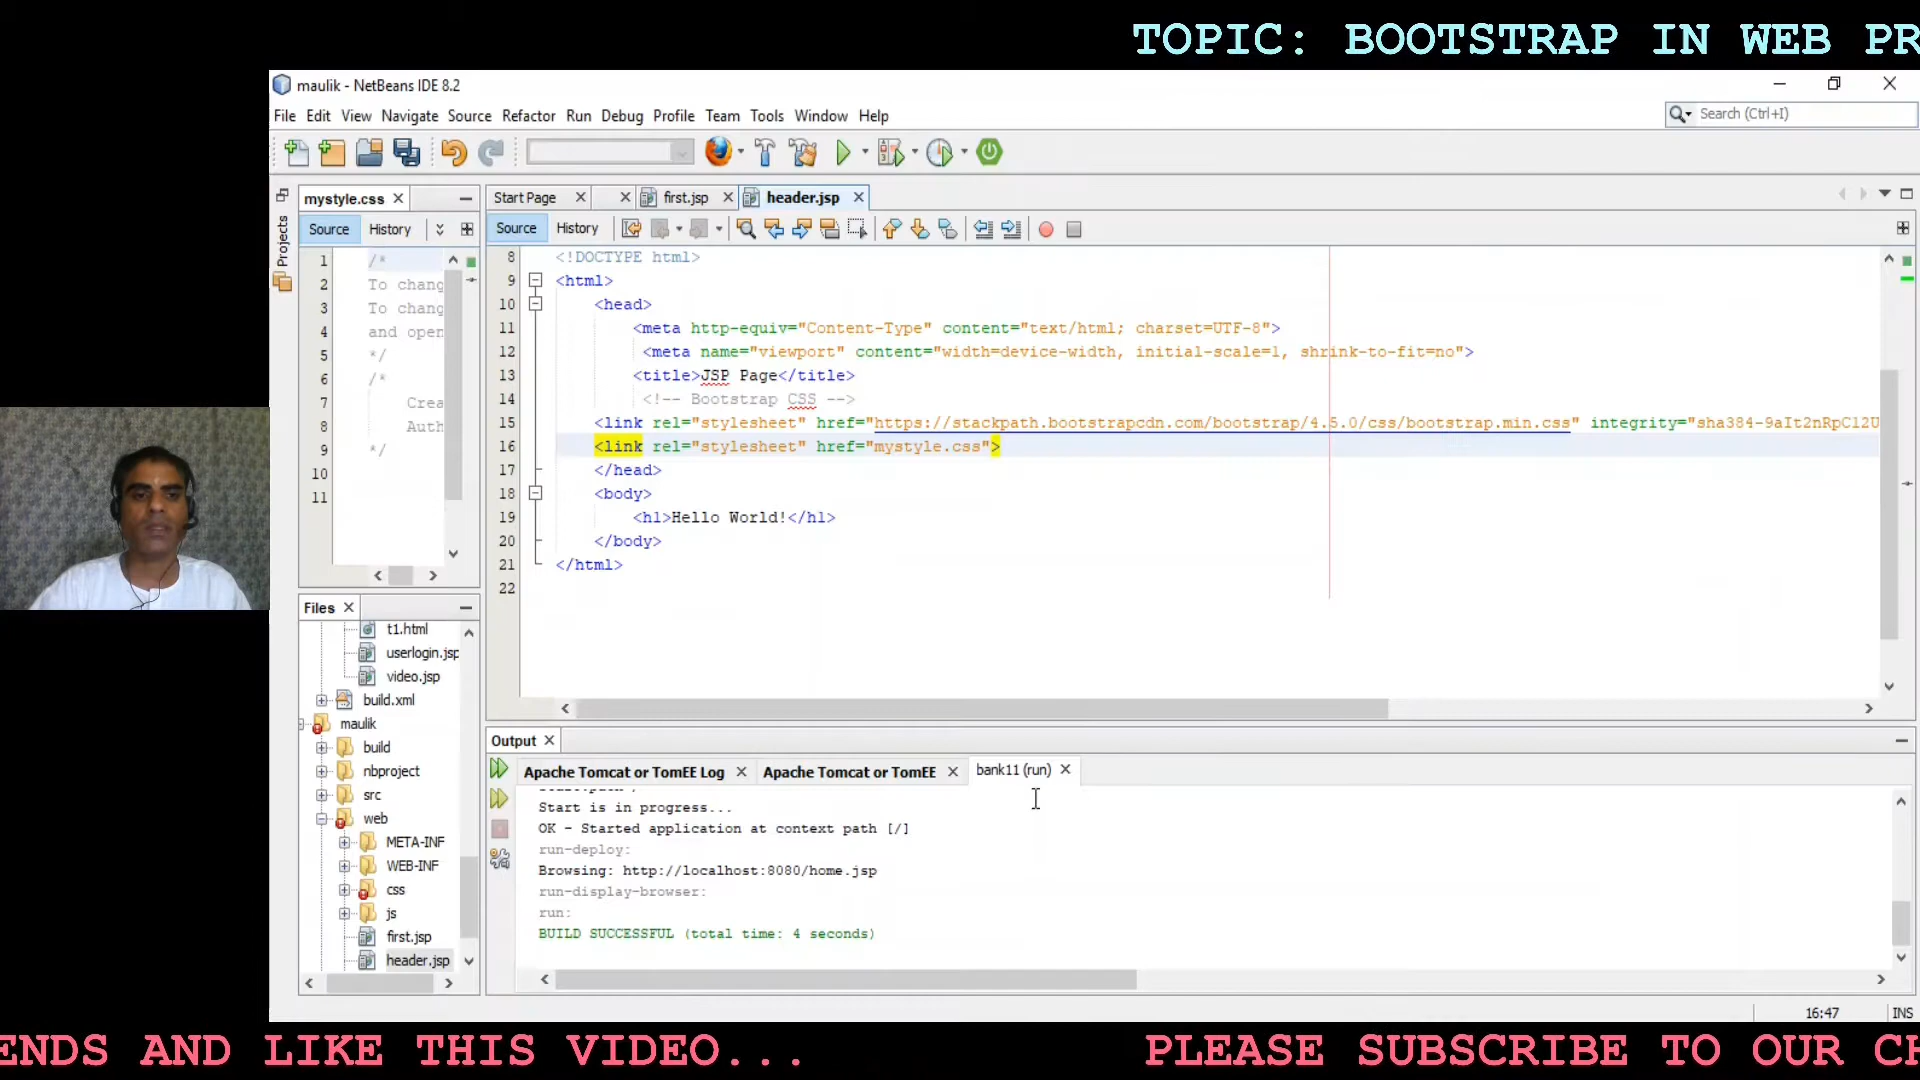 TOPIC: BOOTSTRAP IN WEB PR
maulik - NetBeans IDE 8.2
File Edit View Navigate Source Refactor Run Debug Profile Team Tools Window Help
Search (Ctrl+I)
Projects
mystyle.css
Source History
1 /*
2 To chang
3 To chang
4 and open
5 */
6 /*
7 Crea
8 Auth
9 */
10
11
Start Page first.jsp header.jsp
Source History
8 <!DOCTYPE html>
9 <html>
10 <head>
11 <meta http-equiv="Content-Type" content="text/html; charset=UTF-8">
12 <meta name="viewport" content="width=device-width, initial-scale=1, shrink-to-fit=no">
13 <title>JSP Page</title>
14 <!-- Bootstrap CSS -->
15 <link rel="stylesheet" href="https://stackpath.bootstrapcdn.com/bootstrap/4.5.0/css/bootstrap.min.css" integrity="sha384-9aIt2nRpC12U
16 <link rel="stylesheet" href="mystyle.css">
17 </head>
18 <body>
19 <h1>Hello World!</h1>
20 </body>
21 </html>
22
Files
t1.html
userlogin.jsp
video.jsp
build.xml
maulik
build
nbproject
src
web
META-INF
WEB-INF
css
js
first.jsp
header.jsp
Output
Apache Tomcat or TomEE Log Apache Tomcat or TomEE bank11 (run)
Start is in progress...
OK - Started application at context path [/]
run-deploy:
Browsing: http://localhost:8080/home.jsp
run-display-browser:
run:
BUILD SUCCESSFUL (total time: 4 seconds)
16:47 INS
ENDS AND LIKE THIS VIDEO... PLEASE SUBSCRIBE TO OUR CH